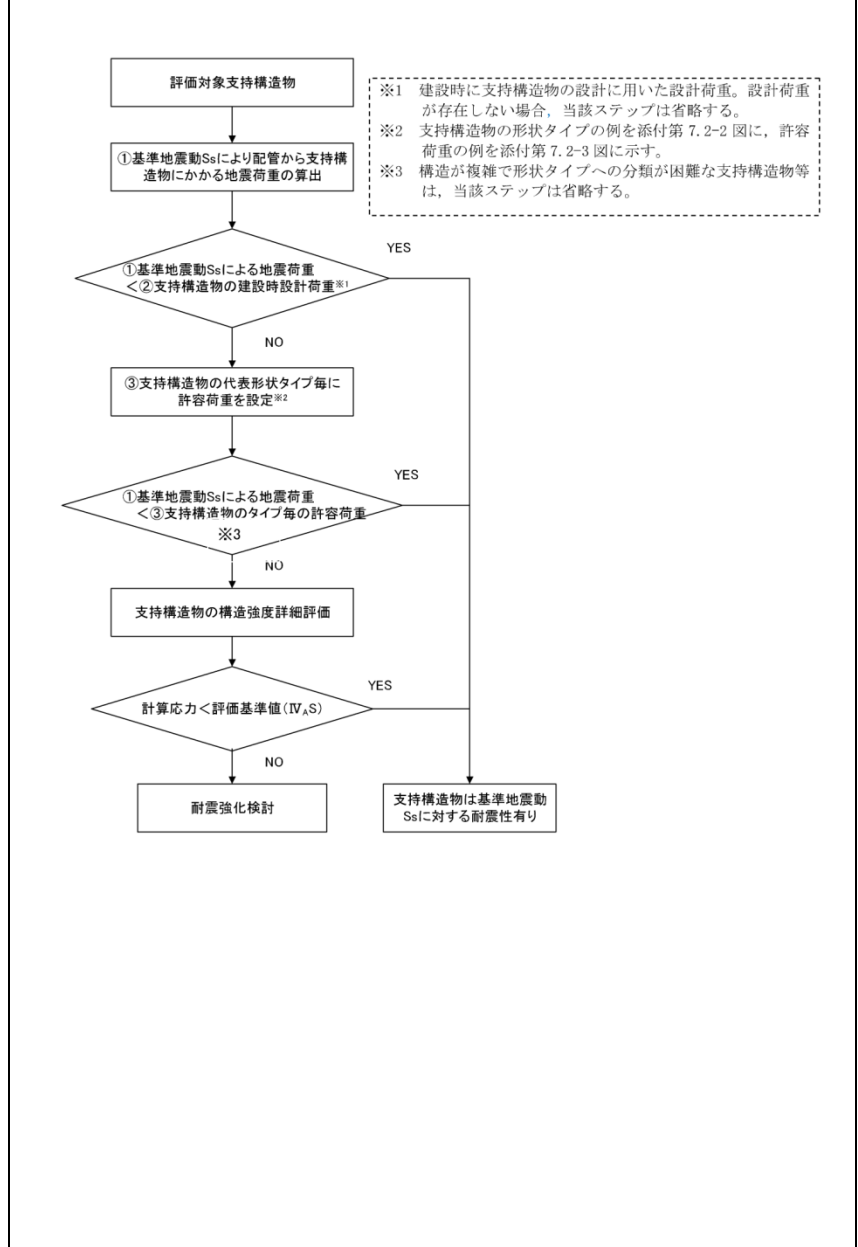 評価対象支持構造物
※1 建設時に支持構造物の設計に用いた設計荷重。設計荷重
が存在しない場合，当該ステップは省略する。
※2 支持構造物の形状タイプの例を添付第 7.2-2 図に，許容
荷重の例を添付第 7.2-3 図に示す。
※3 構造が複雑で形状タイプへの分類が困難な支持構造物等
は，当該ステップは省略する。
①基準地震動Ssにより配管から支持構
造物にかかる地震荷重の算出
YES
①基準地震動Ssによる地震荷重
＜②支持構造物の建設時設計荷重※1
NO
③支持構造物の代表形状タイプ毎に
許容荷重を設定※2
YES
①基準地震動Ssによる地震荷重
＜③支持構造物のタイプ毎の許容荷重
※3
NO
支持構造物の構造強度詳細評価
YES
計算応力＜評価基準値(ⅣAS)
NO
耐震強化検討
支持構造物は基準地震動
Ssに対する耐震性有り